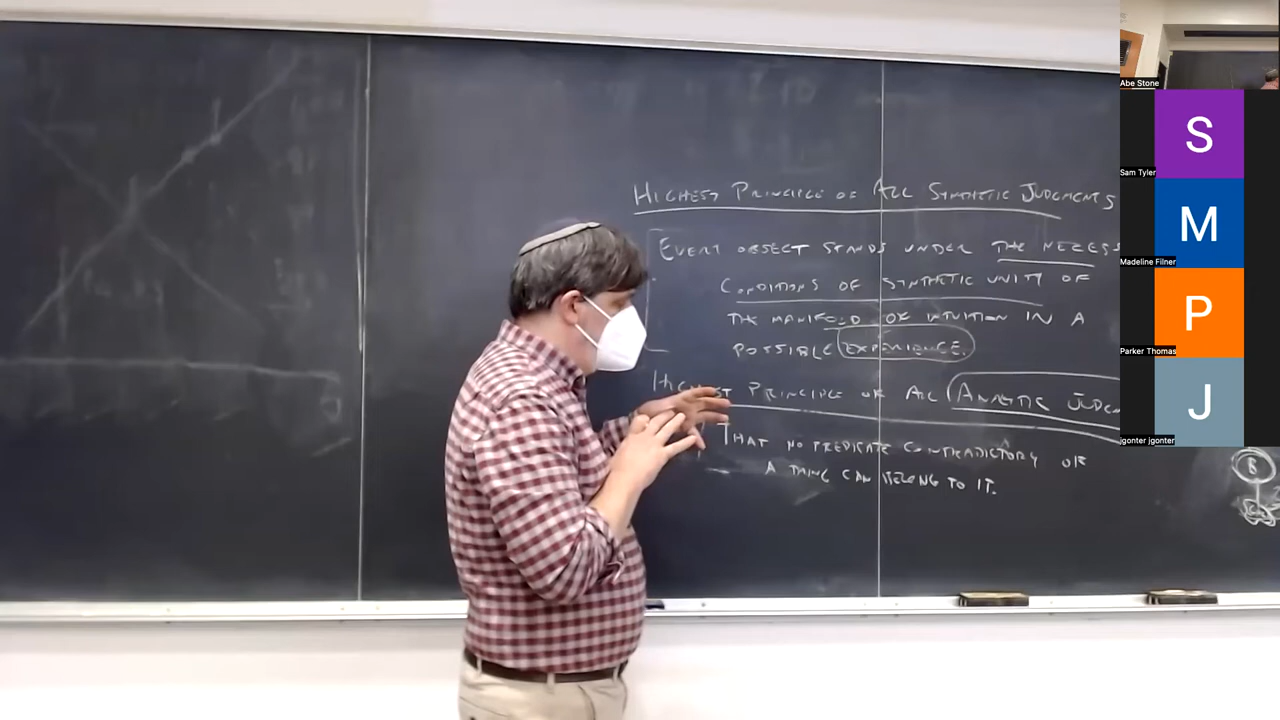 HIGHEST PRINCIPLE OF ALL SYNTHETIC JUDGMENTS
EVERY OBJECT STANDS UNDER THE NECESS
CONDITIONS OF SYNTHETIC UNITY OF
THE MANIFOLD OF INTUITION IN A
POSSIBLE EXPERIENCE.
HIGHEST PRINCIPLE OF ALL ANALYTIC JUDGM
THAT NO PREDICATE CONTRADICTORY OF
A THING CAN BELONG TO IT.
B
Abe Stone
S
Sam Tyler
M
Madeline Filner
P
Parker Thomas
J
jgonter jgonter